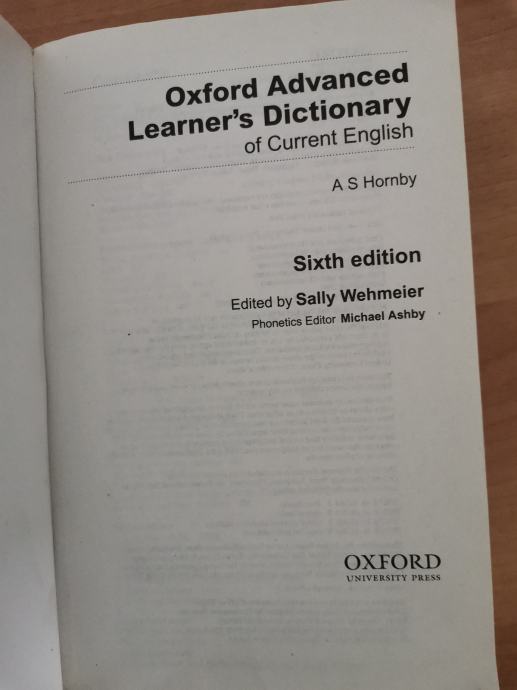 Oxford Advanced
Learner's Dictionary
of Current English
A S Hornby
Sixth edition
Edited by Sally Wehmeier
Phonetics Editor Michael Ashby
OXFORD
UNIVERSITY PRESS